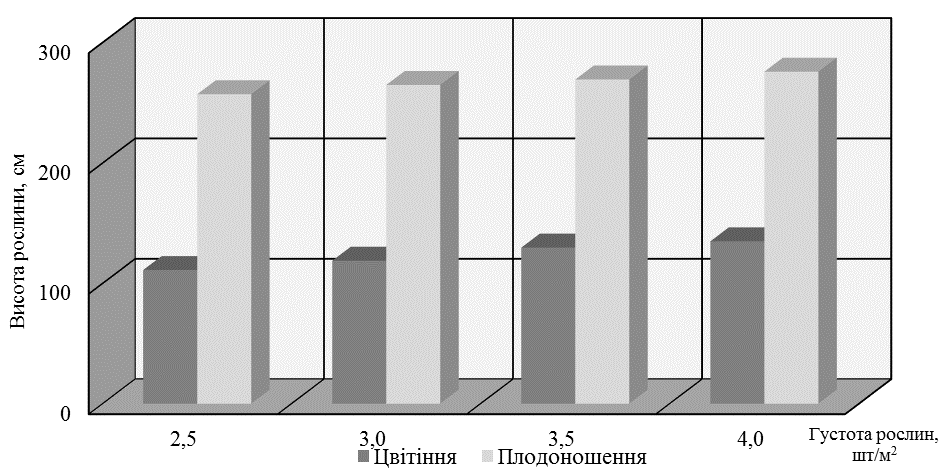 Висота рослини, см
300
200
100
0
2,5 3,0 3,5 4,0
Густота рослин,
шт/м²
Цвітіння Плодоношення